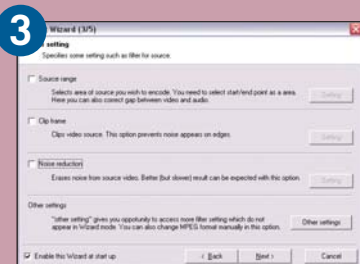 3
Wizard (3/5)
setting
Specifies some setting such as filter for source.
Source range
Selects area of source you wish to encode. You need to select start/end point as a area.
Here you can also correct gap between video and audio.
Setting
Clip frame
Clips video source. This option prevents noise appears on edges.
Setting
Noise reduction
Erases noise from source video. Better (but slower) result can be expected with this option.
Setting
Other settings
"other setting" gives you oppotunity to access more filter setting which do not
appear in Wizard mode. You can also change MPEG format manually in this option.
Other settings
Enable this Wizard at start up
< Back
Next >
Cancel